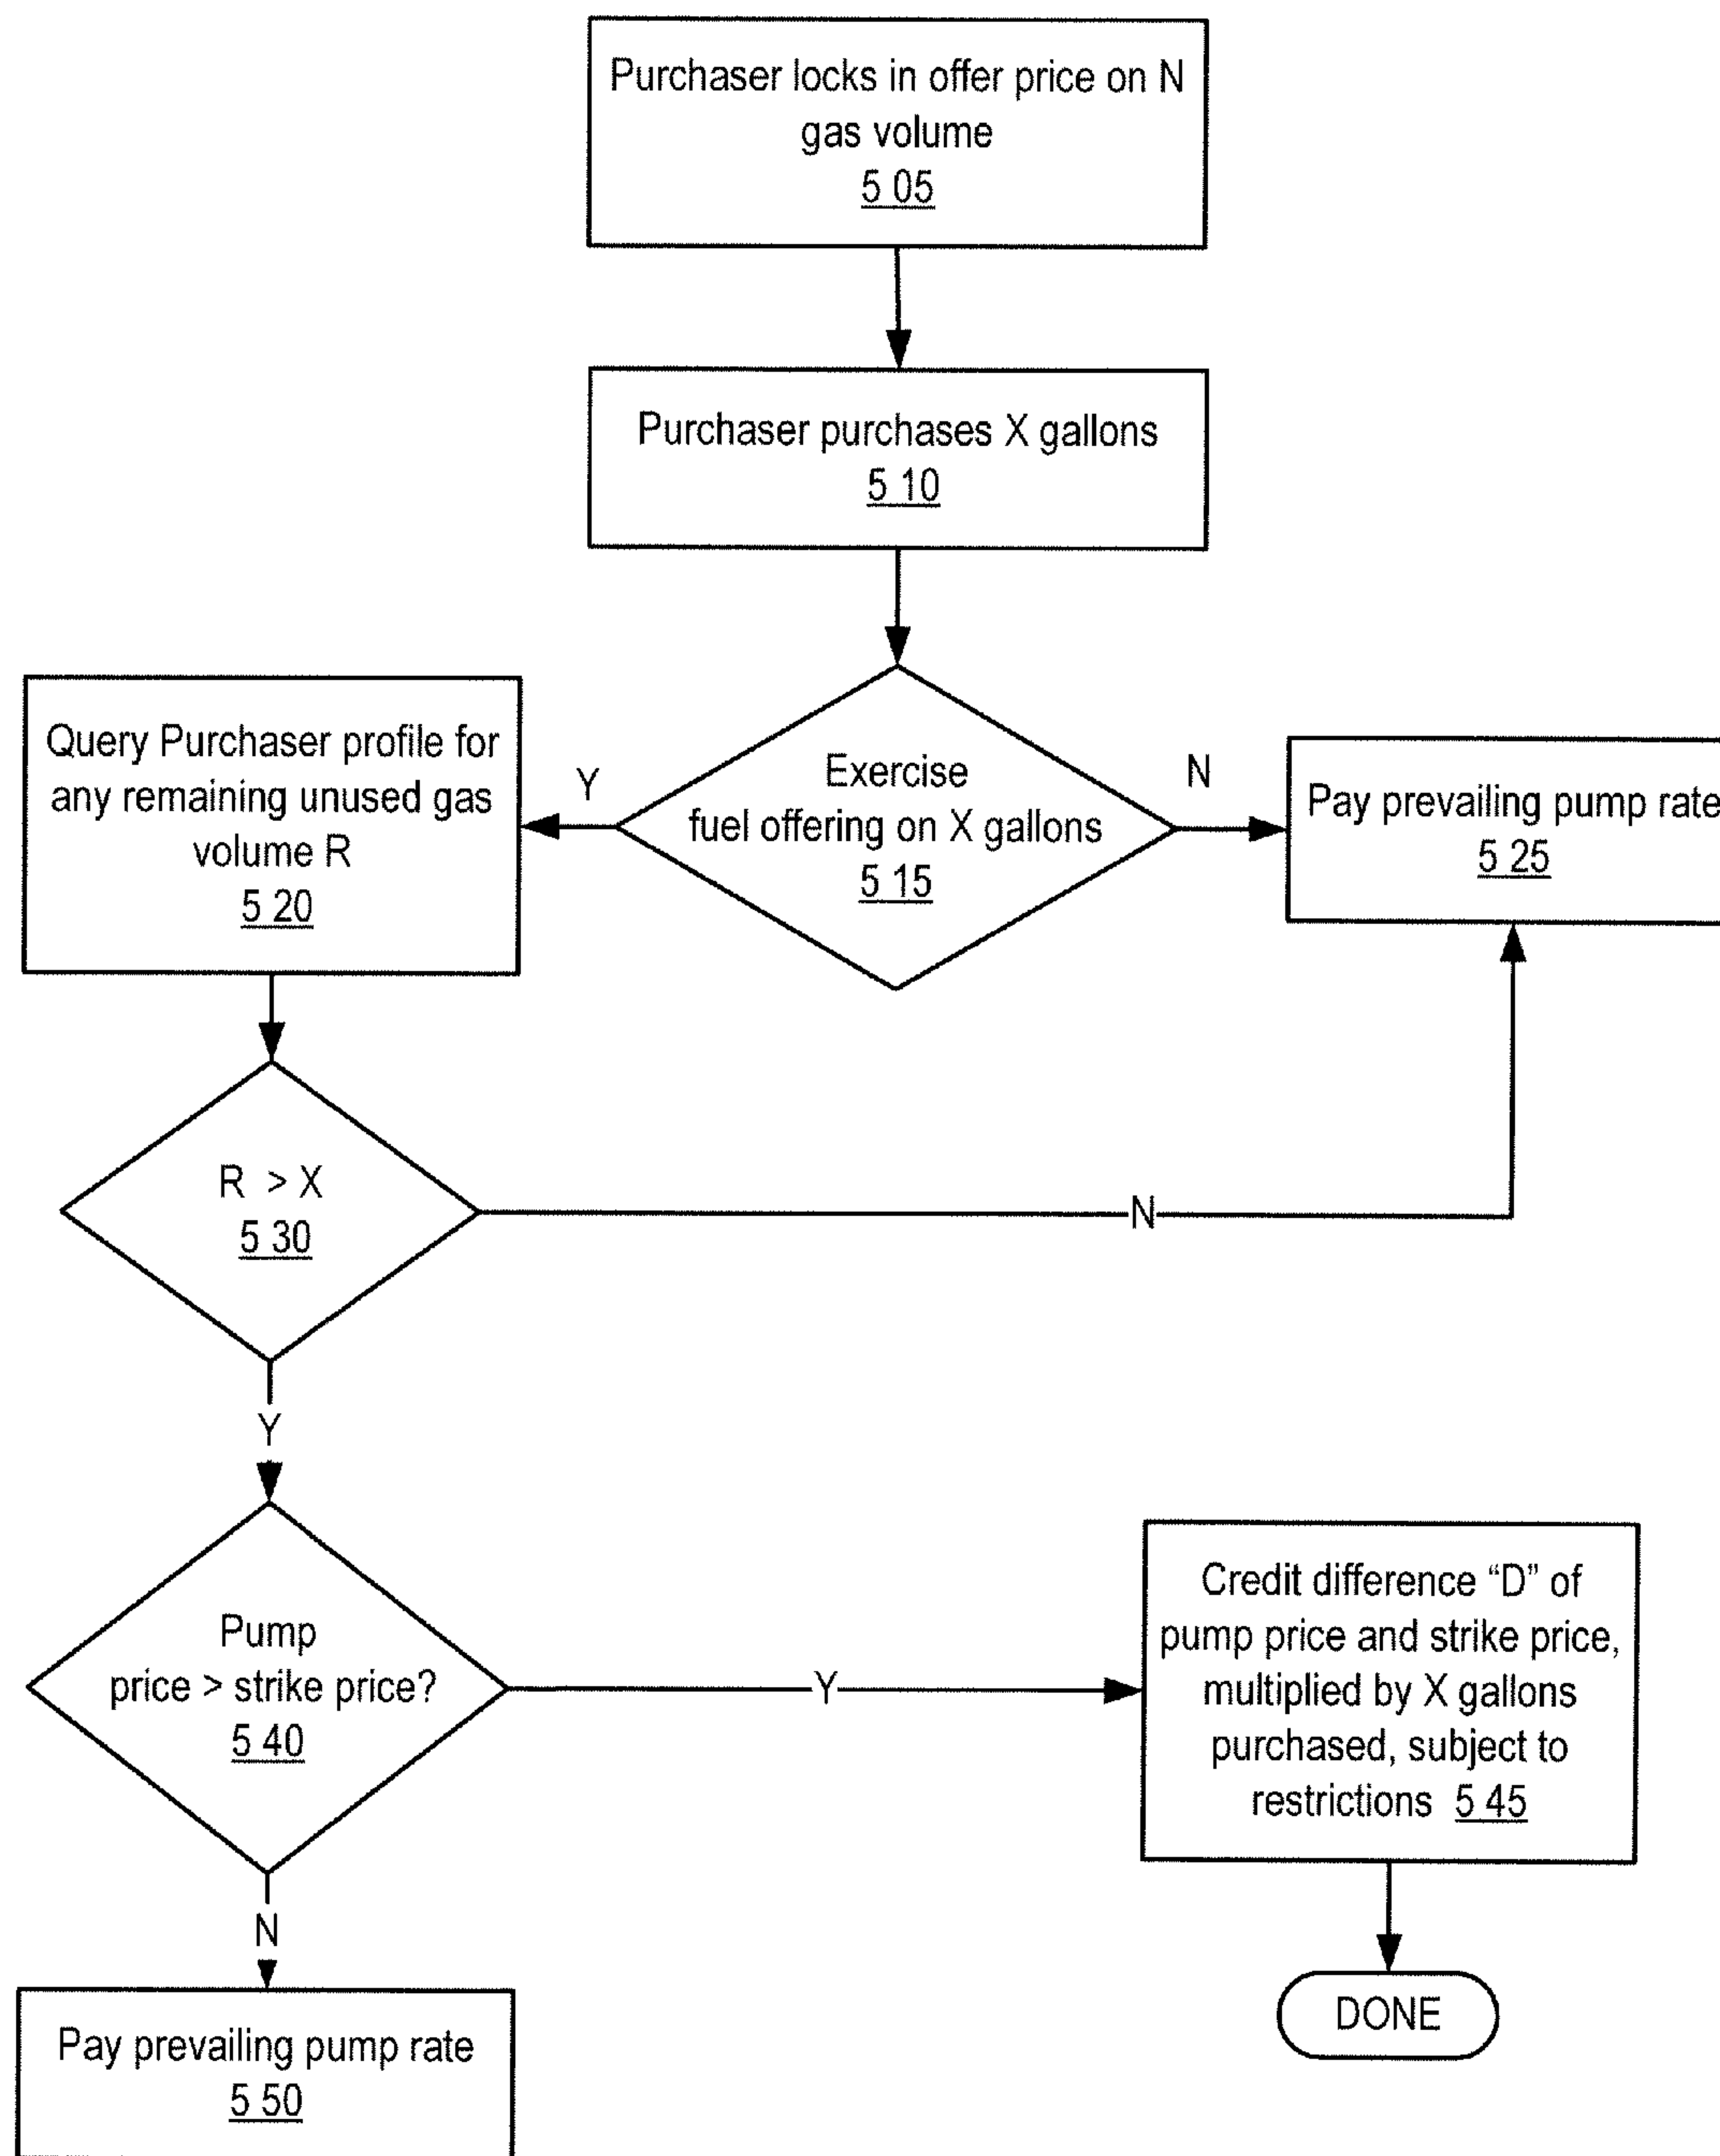 Purchaser locks in offer price on N
gas volume
5 05
Purchaser purchases X gallons
5 10
Exercise
fuel offering on X gallons
5 15
Y
N
Query Purchaser profile for
any remaining unused gas
volume R
5 20
Pay prevailing pump rate
5 25
R > X
5 30
N
Y
Pump
price > strike price?
5 40
Y
Credit difference “D” of
pump price and strike price,
multiplied by X gallons
purchased, subject to
restrictions 5 45
N
DONE
Pay prevailing pump rate
5 50